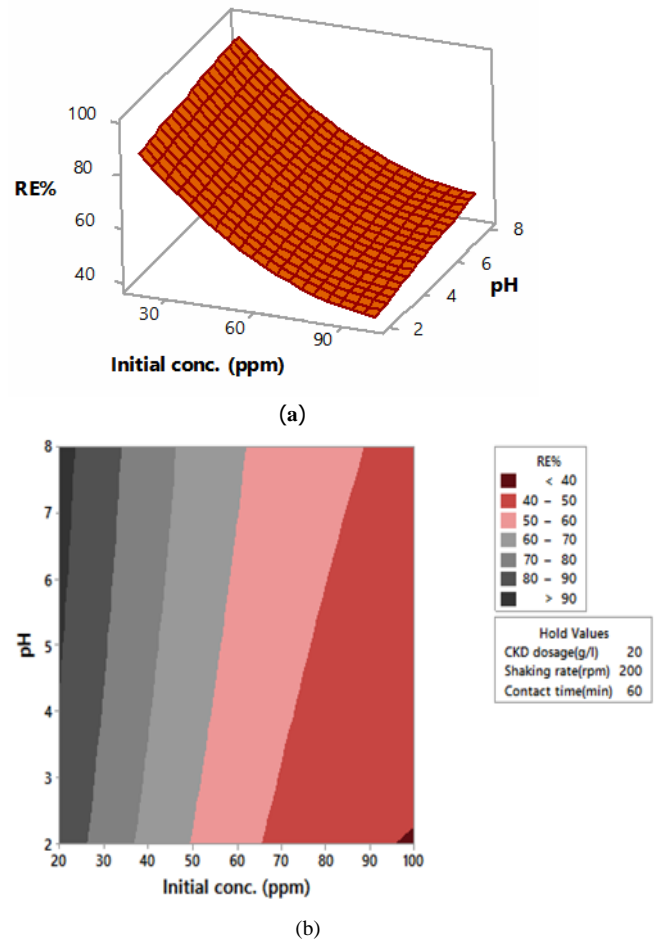 100
80
RE%
60
40
30
60
90
8
6
4
2
pH
Initial conc. (ppm)
(a)
8
7
6
5
4
3
2
pH
20 30 40 50 60 70 80 90 100
Initial conc. (ppm)
RE%
< 40
40 – 50
50 – 60
60 – 70
70 – 80
80 – 90
> 90
Hold Values
CKD dosage(g/l) 20
Shaking rate(rpm) 200
Contact time(min) 60
(b)